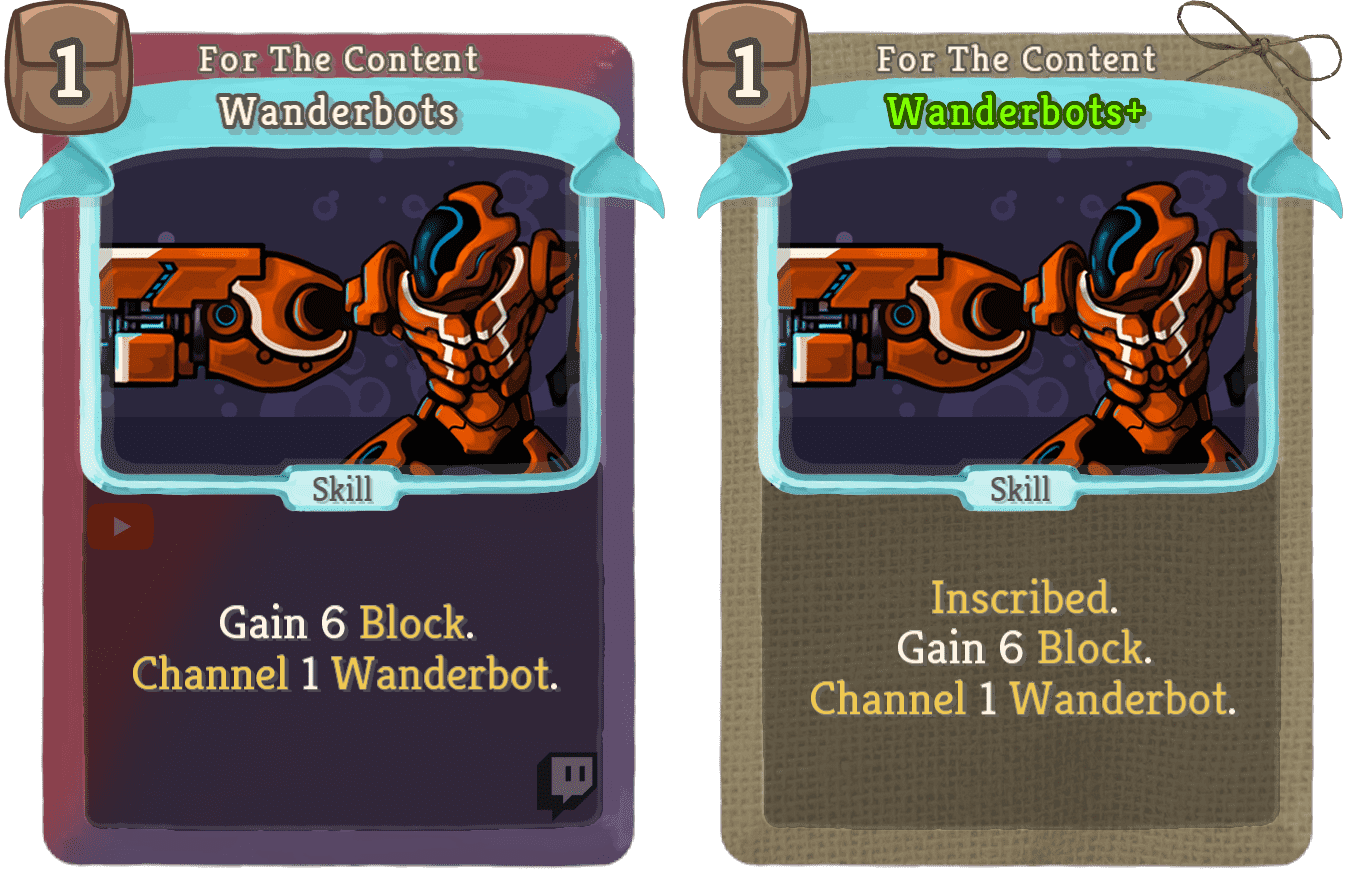 1
For The Content
Wanderbots
Skill
Gain 6 Block.
Channel 1 Wanderbot.
1
For The Content
Wanderbots+
Skill
Inscribed.
Gain 6 Block.
Channel 1 Wanderbot.